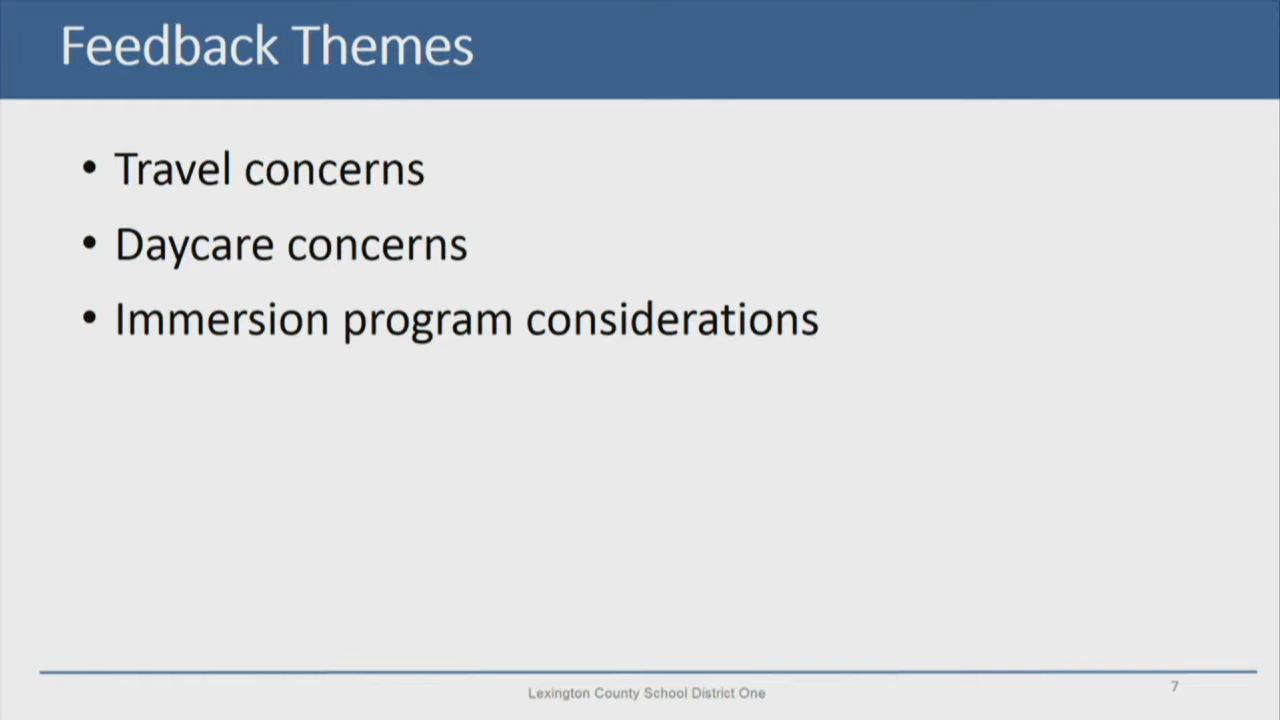 Feedback Themes
• Travel concerns
• Daycare concerns
• Immersion program considerations
Lexington County School District One
7